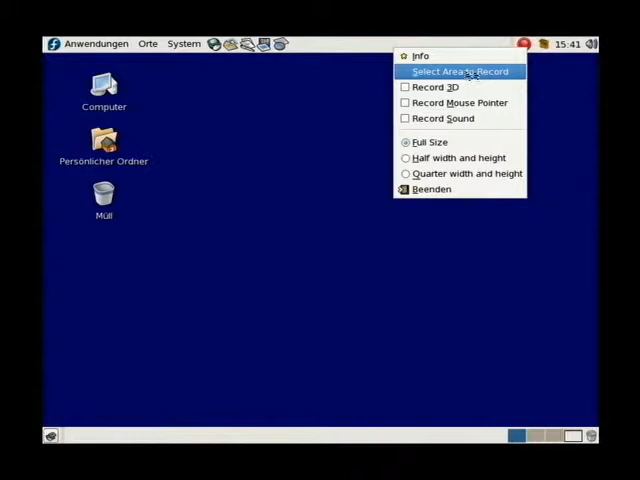 Anwendungen Orte System
15:41
Info
Select Area to Record
Record 3D
Record Mouse Pointer
Record Sound
Full Size
Half width and height
Quarter width and height
Beenden
Computer
Persönlicher Ordner
Müll